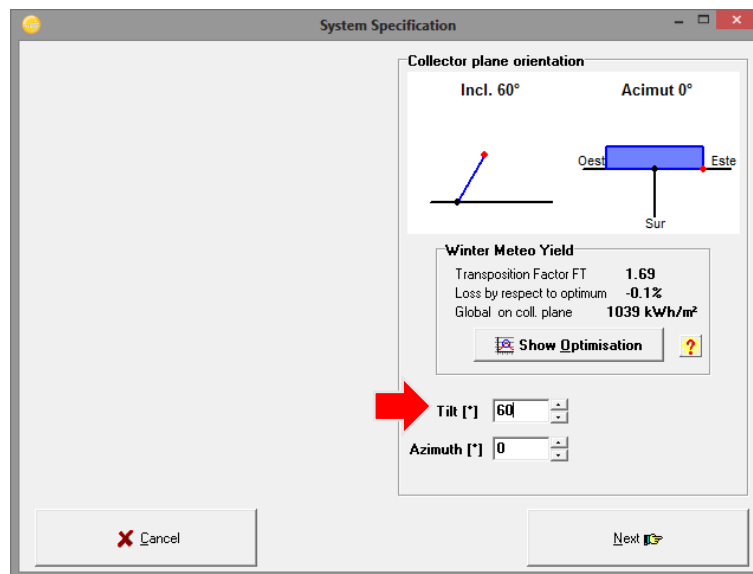 System Specification
Collector plane orientation
Incl. 60° Acimut 0°
Oest Este
Sur
Winter Meteo Yield
Transposition Factor FT 1.69
Loss by respect to optimum -0.1%
Global on coll. plane 1039 kWh/m²
Show Optimisation ?
Tilt [°] 60
Azimuth [°] 0
Cancel Next